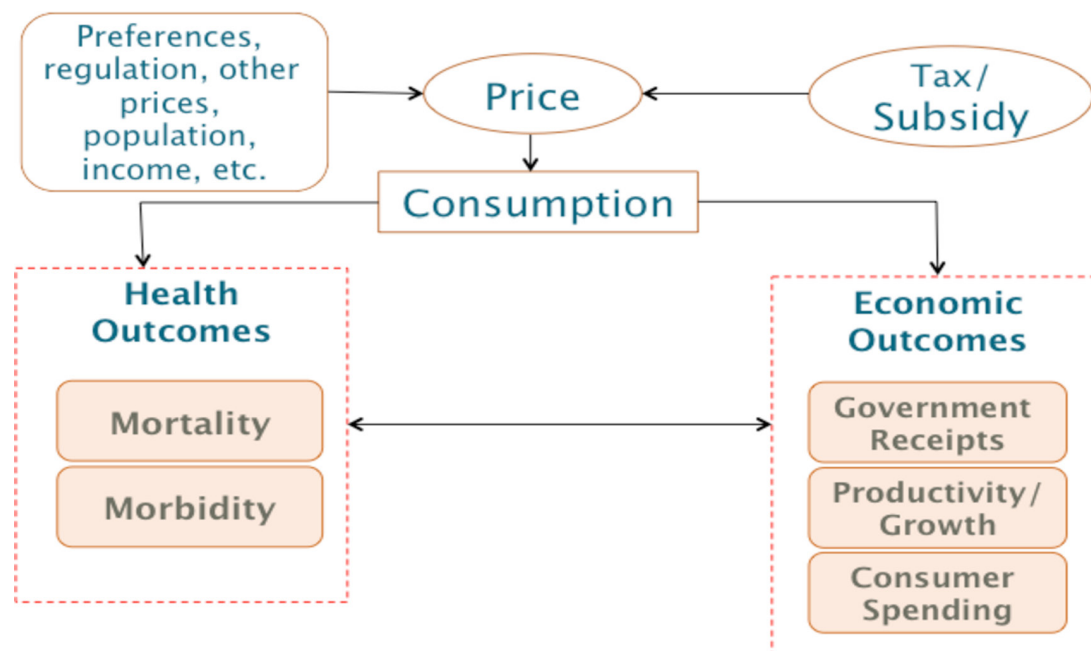 Preferences,
regulation, other
prices,
population,
income, etc.
Price
Tax/
Subsidy
Consumption
Health
Outcomes
Mortality
Morbidity
Economic
Outcomes
Government
Receipts
Productivity/
Growth
Consumer
Spending